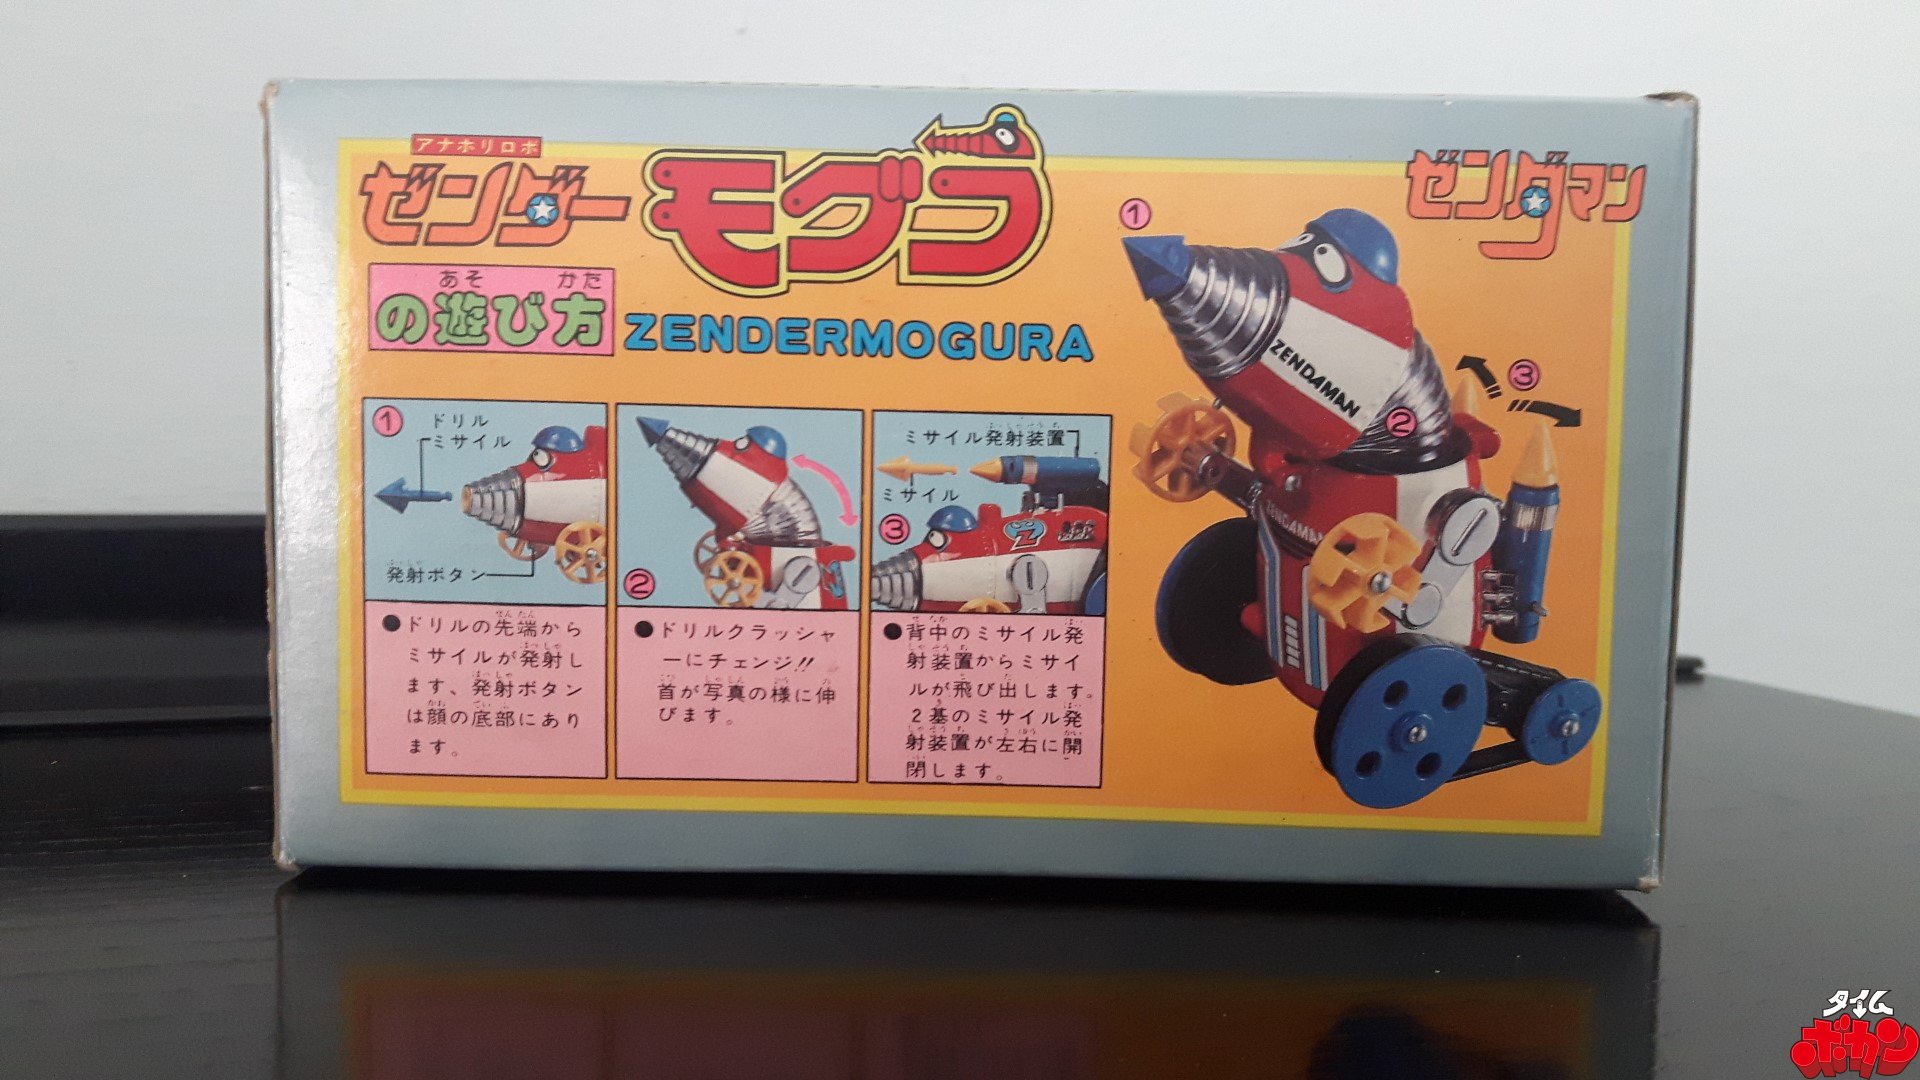 アナホリロボ
ゼンダーモグラ
の遊び方
あそ かた
ZENDERMOGURA
ゼンダマン
①
ZENDAMAN
②
③
ZENDAMAN
①
ドリル
ミサイル
発射ボタン
●ドリルの先端から
ミサイルが発射し
ます、発射ボタン
は顔の底部にあり
ます。
②
●ドリルクラッシャ
ーにチェンジ!!
首が写真の様に伸
びます。
ミサイル発射装置
ミサイル
③
Z
●背中のミサイル発
射装置からミサイ
ルが飛び出します。
2基のミサイル発
射装置が左右に開
閉します。
タイム
ボカン